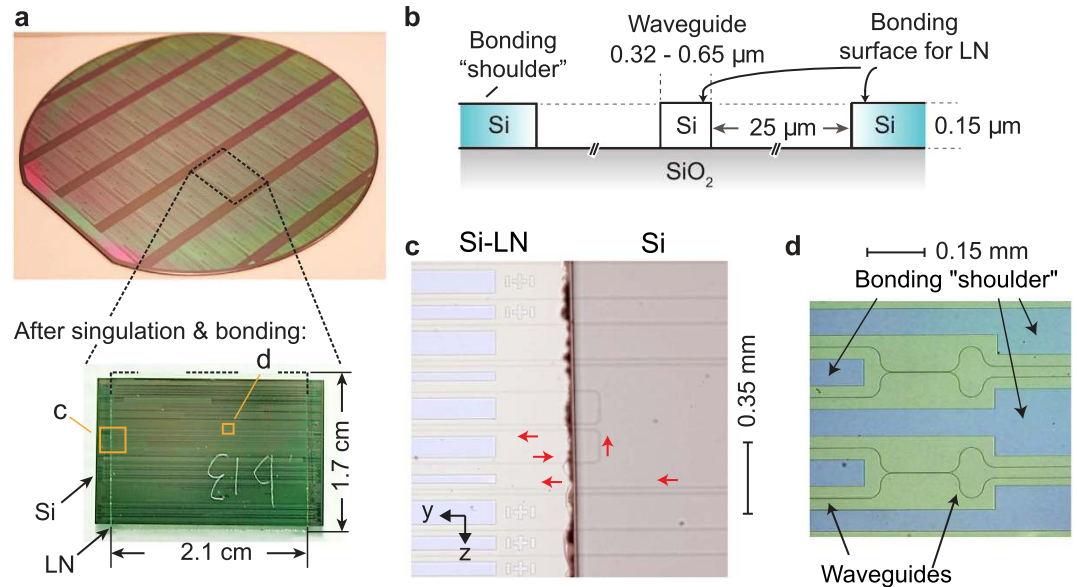 a
After singulation & bonding:
d
c
Si
LN
b13
1.7 cm
2.1 cm
b
Bonding
"shoulder"
Waveguide
0.32 - 0.65 µm
Bonding
surface for LN
Si
Si
Si
25 µm
0.15 µm
SiO₂
c
Si-LN
Si
y
z
0.35 mm
d
0.15 mm
Bonding "shoulder"
Waveguides